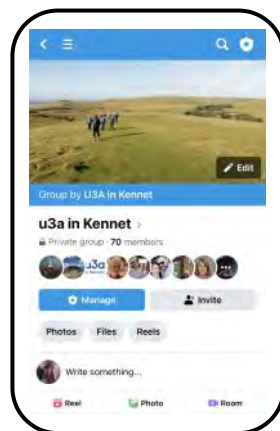 Edit
Group by U3A in Kennet
u3a in Kennet
Private group · 70 members
u3a
Manage
Invite
Photos Files Reels
Write something...
Reel Photo Room